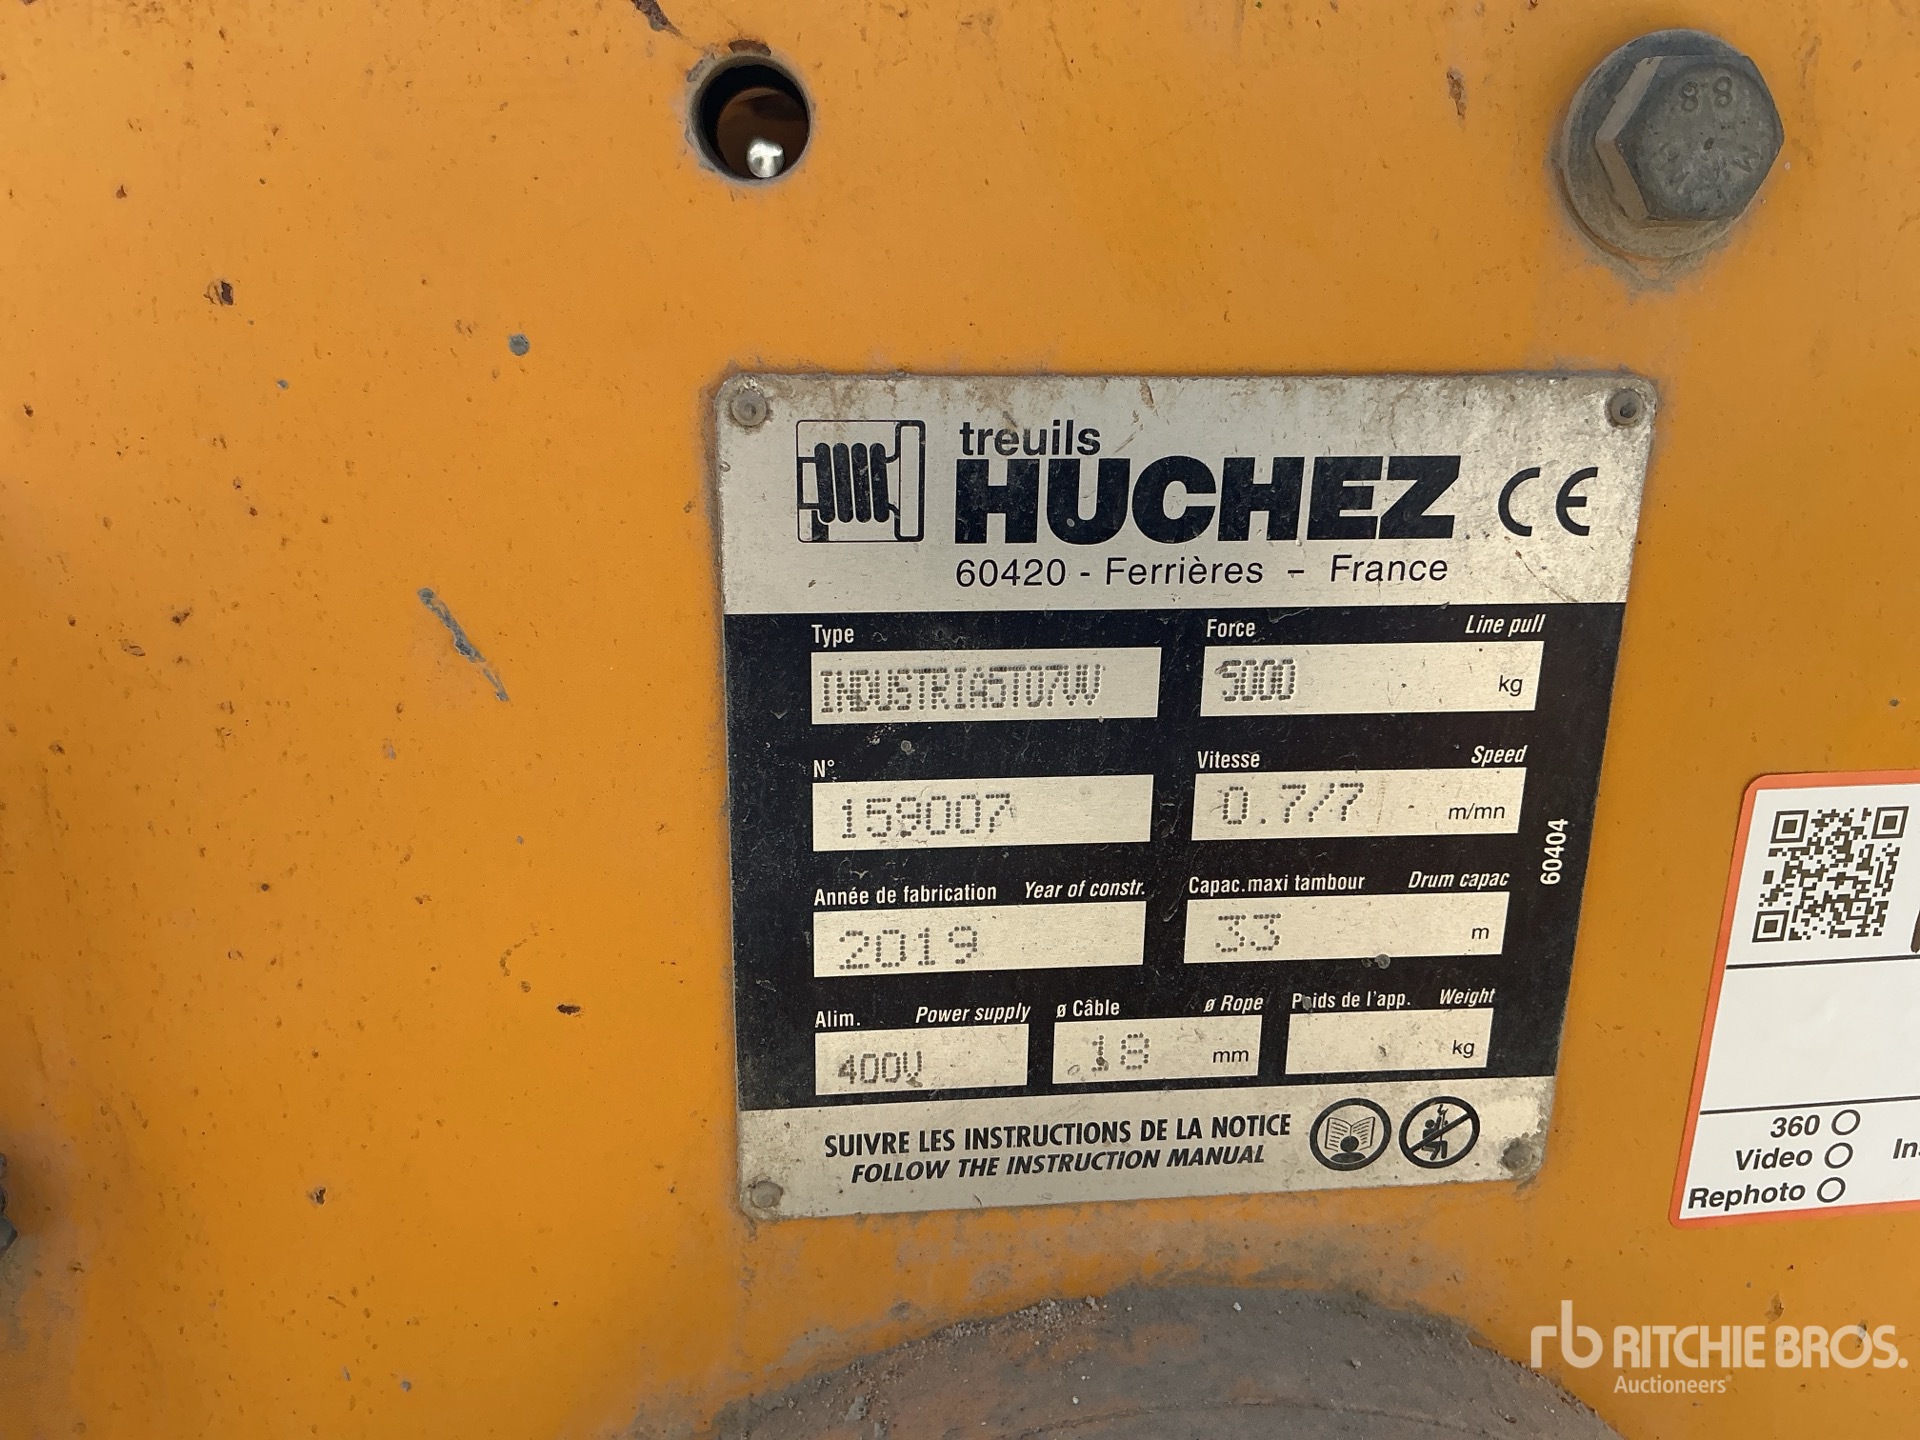 8.8
treuils
HUCHEZ CE
60420 - Ferrières - France
Type
INDUSTRIA5T07VV
Force Line pull
5000 kg
N°
159007
Vitesse Speed
0.7/7 m/mn
Année de fabrication Year of constr.
2019
Capac.maxi tambour Drum capac
33 m
60404
Alim. Power supply
400V
ø Câble ø Rope
18 mm
Poids de l'app. Weight
kg
SUIVRE LES INSTRUCTIONS DE LA NOTICE
FOLLOW THE INSTRUCTION MANUAL
360
Video
Rephoto
rb RITCHIE BROS.
Auctioneers